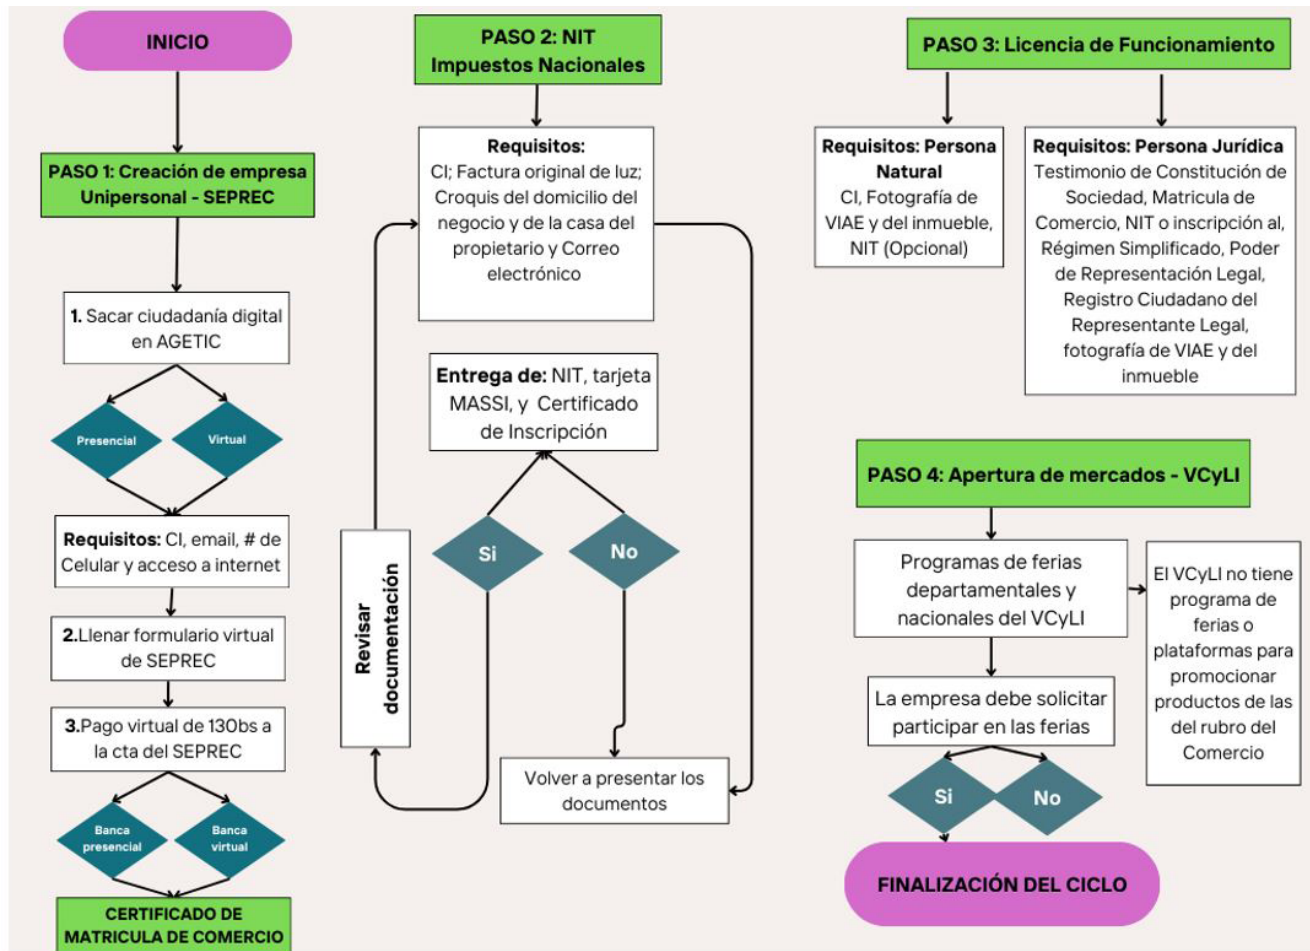 INICIO
PASO 1: Creación de empresa
Unipersonal - SEPREC
1. Sacar ciudadanía digital
en AGETIC
Presencial
Virtual
Requisitos: CI, email, # de
Celular y acceso a internet
2.Llenar formulario virtual
de SEPREC
3.Pago virtual de 130bs a
la cta del SEPREC
Banca
presencial
Banca
virtual
CERTIFICADO DE
MATRICULA DE COMERCIO
PASO 2: NIT
Impuestos Nacionales
Requisitos:
CI; Factura original de luz;
Croquis del domicilio del
negocio y de la casa del
propietario y Correo
electrónico
Entrega de: NIT, tarjeta
MASSI, y Certificado
de Inscripción
Si
No
Revisar
documentación
Volver a presentar los
documentos
PASO 3: Licencia de Funcionamiento
Requisitos: Persona
Natural
CI, Fotografía de
VIAE y del inmueble,
NIT (Opcional)
Requisitos: Persona Jurídica
Testimonio de Constitución de
Sociedad, Matricula de
Comercio, NIT o inscripción al,
Régimen Simplificado, Poder
de Representación Legal,
Registro Ciudadano del
Representante Legal,
fotografía de VIAE y del
inmueble
PASO 4: Apertura de mercados - VCyLI
Programas de ferias
departamentales y
nacionales del VCyLI
El VCyLI no tiene
programa de
ferias o
plataformas para
promocionar
productos de las
del rubro del
Comercio
La empresa debe solicitar
participar en las ferias
Si
No
FINALIZACIÓN DEL CICLO